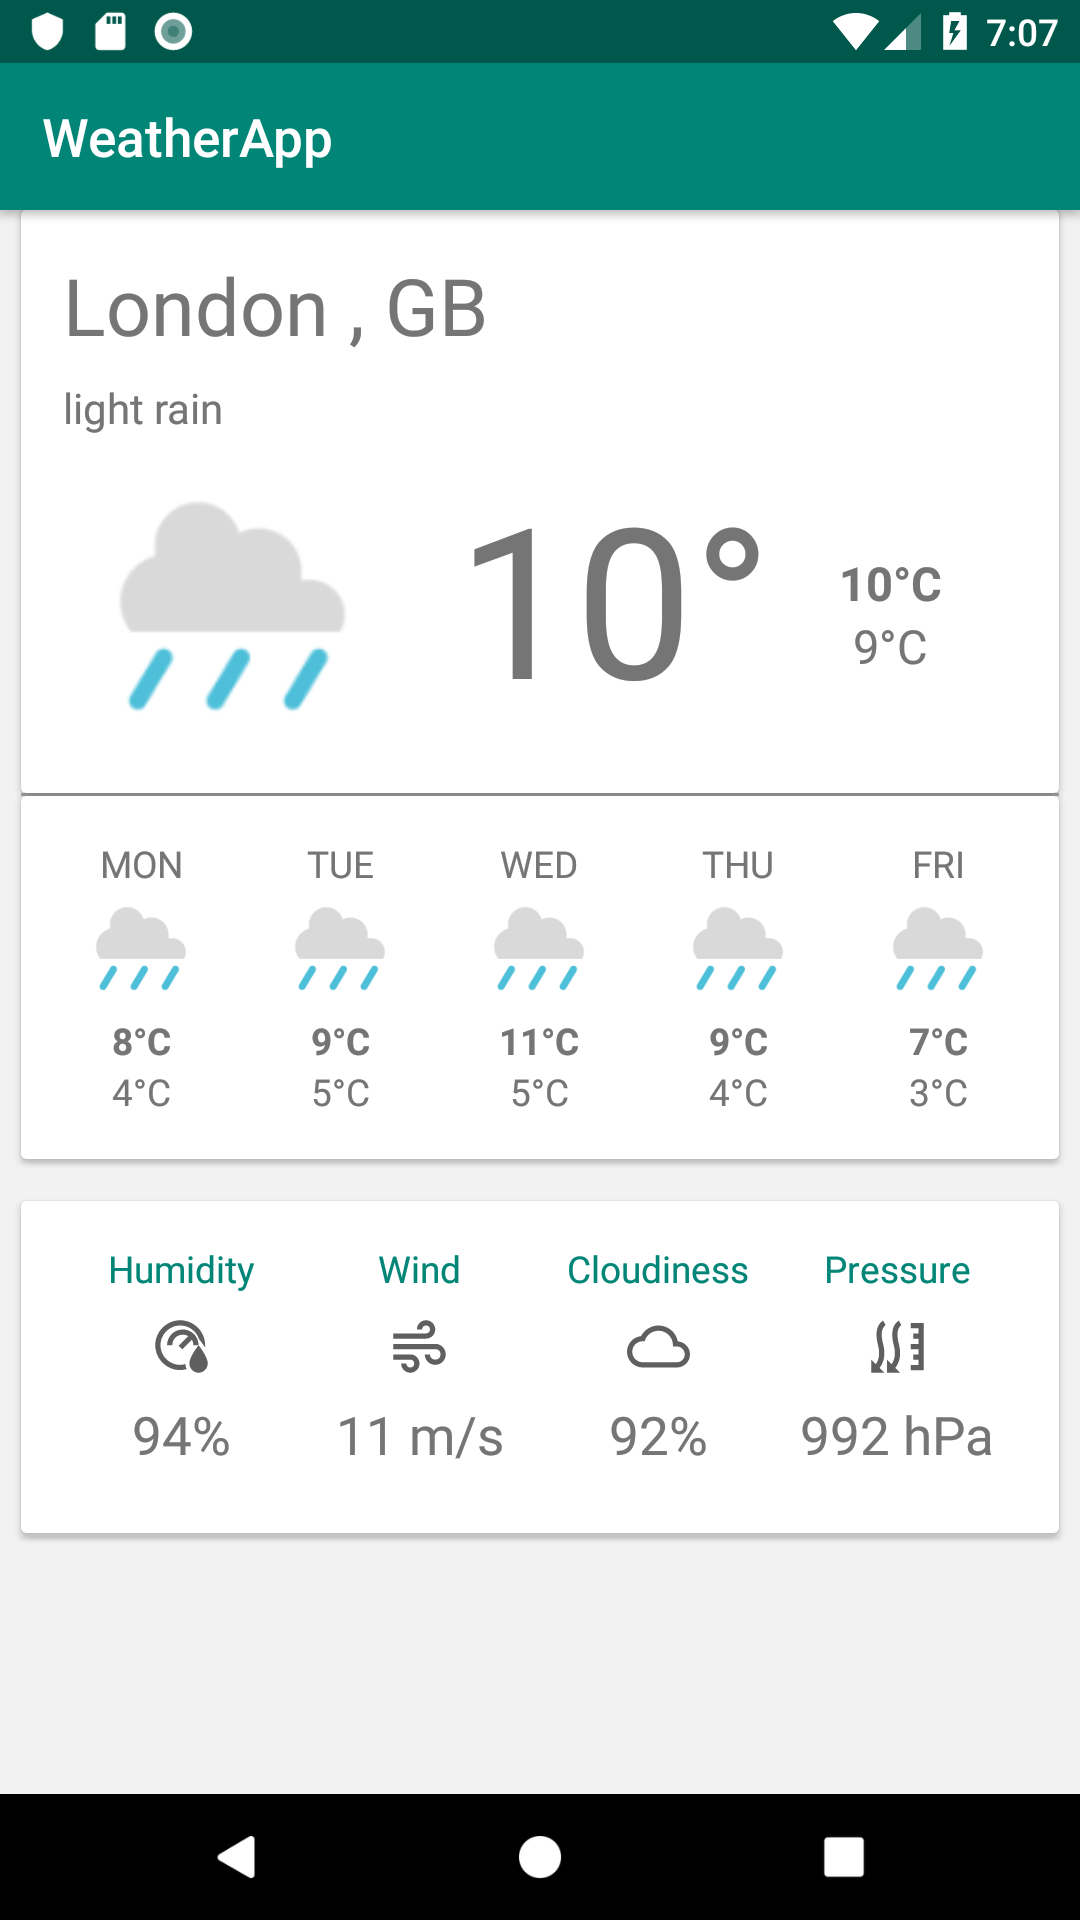 7:07
WeatherApp
London , GB
light rain
10°
10°C
9°C
MON TUE WED THU FRI
8°C 9°C 11°C 9°C 7°C
4°C 5°C 5°C 4°C 3°C
Humidity Wind Cloudiness Pressure
94% 11 m/s 92% 992 hPa